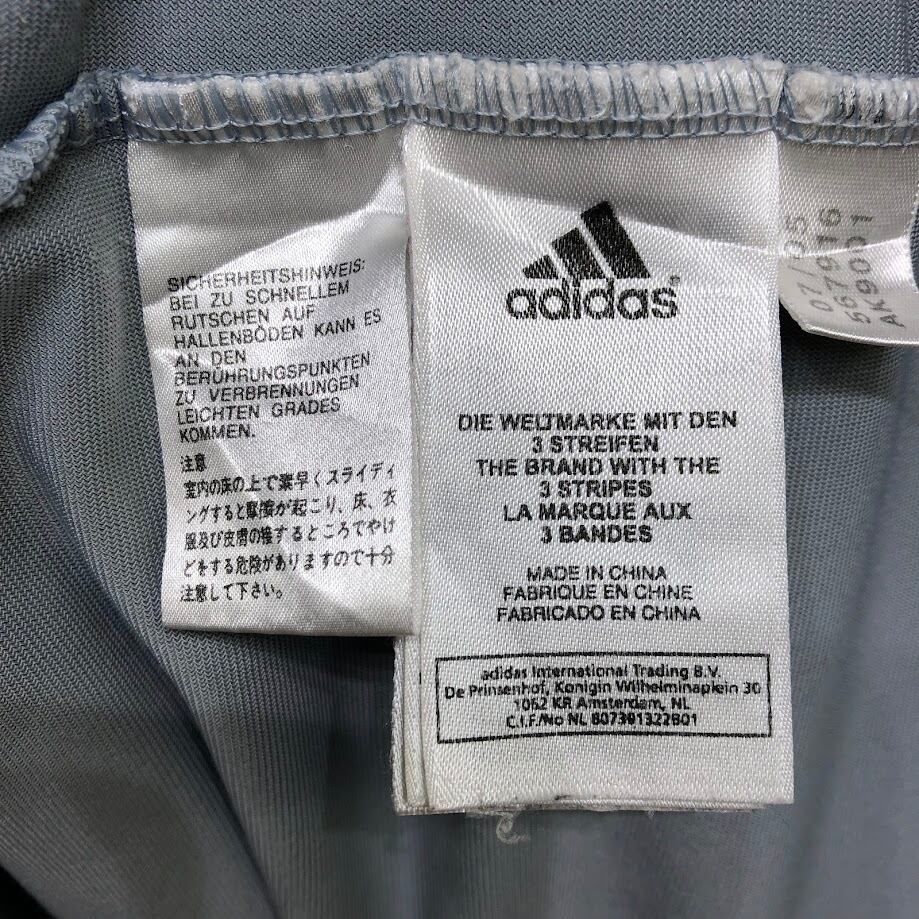 SICHERHEITSHINWEIS:
BEI ZU SCHNELLEM
RUTSCHEN AUF
HALLENBÖDEN KANN ES
AN DEN
BERÜHRUNGSPUNKTEN
ZU VERBRENNUNGEN
LEICHTEN GRADES
KOMMEN.
注意
室内の床の上で素早くスライディ
ングすると摩擦が起こり、床、衣
服及び皮膚の接するところでやけ
どをする危険がありますので十分
注意して下さい。
adidas®
DIE WELTMARKE MIT DEN
3 STREIFEN
THE BRAND WITH THE
3 STRIPES
LA MARQUE AUX
3 BANDES
MADE IN CHINA
FABRIQUE EN CHINE
FABRICADO EN CHINA
adidas International Trading B.V.
De Prinsenhof, Konigin Wilhelminaplein 30
1062 KR Amsterdam, NL
C.I.F./No NL 807391322B01
07/05
567916
AK9001